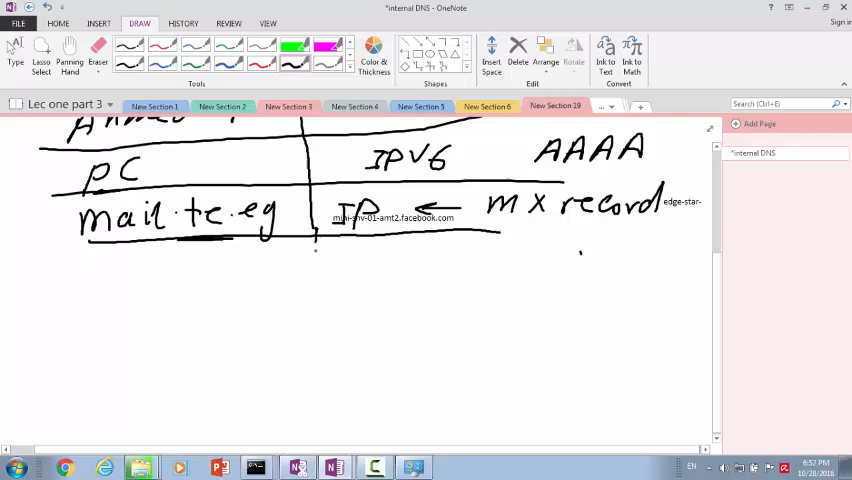 *internal DNS - OneNote
FILE HOME INSERT DRAW HISTORY REVIEW VIEW
Sign in
Type Lasso Select Panning Hand Eraser Color & Thickness Insert Space Delete Arrange Ink to Text Ink to Math
Tools Shapes Edit Convert
Lec one part 3 New Section 1 New Section 2 New Section 3 New Section 4 New Section 5 New Section 6 New Section 19 ... Search (Ctrl+E)
Add Page
*internal DNS
PC IPV6 AAAA
mail.te.eg IP ← mx record
edge-star-
mini-shv-01-amt2.facebook.com
EN 6:52 PM
10/28/2016